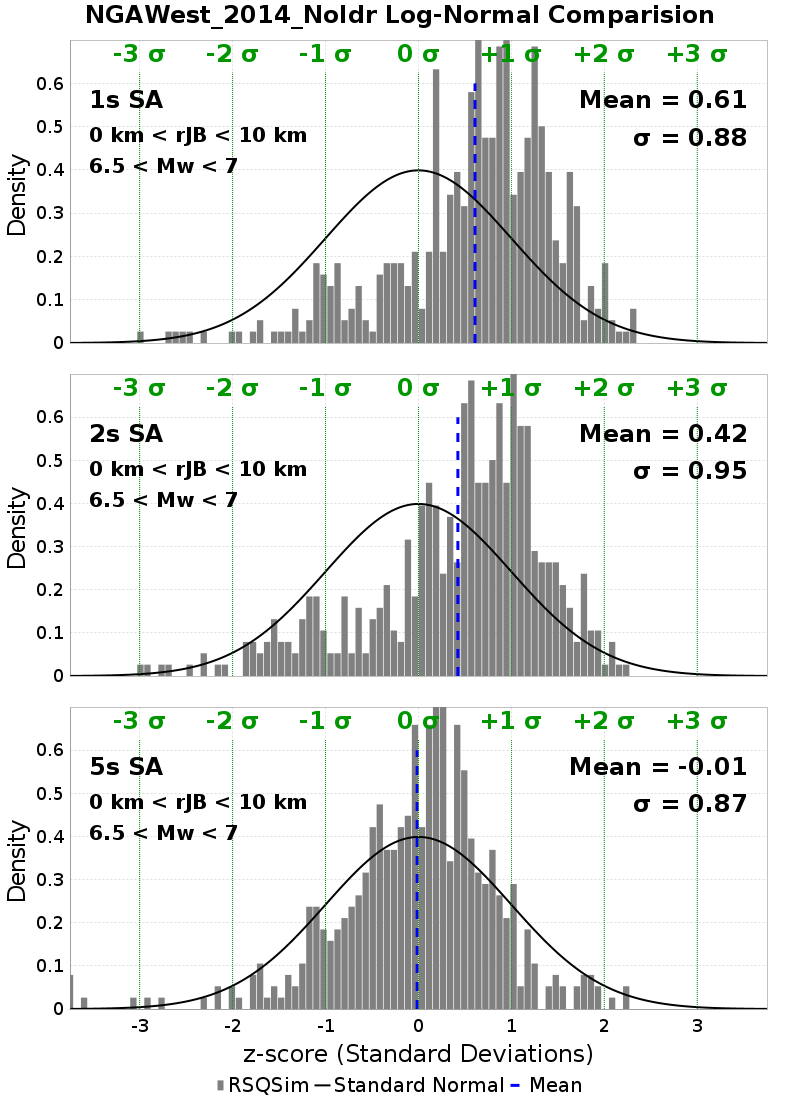 NGAWest_2014_NoIdr Log-Normal Comparision
-3 σ -2 σ -1 σ 0 σ +1 σ +2 σ +3 σ
1s SA Mean = 0.61
0 km < rJB < 10 km σ = 0.88
6.5 < Mw < 7
0.6
0.5
0.4
0.3
0.2
0.1
0
Density
-3 σ -2 σ -1 σ 0 σ +1 σ +2 σ +3 σ
2s SA Mean = 0.42
0 km < rJB < 10 km σ = 0.95
6.5 < Mw < 7
0.6
0.5
0.4
0.3
0.2
0.1
0
Density
-3 σ -2 σ -1 σ 0 σ +1 σ +2 σ +3 σ
5s SA Mean = -0.01
0 km < rJB < 10 km σ = 0.87
6.5 < Mw < 7
0.6
0.5
0.4
0.3
0.2
0.1
0
Density
-3 -2 -1 0 1 2 3
z-score (Standard Deviations)
RSQSim Standard Normal Mean